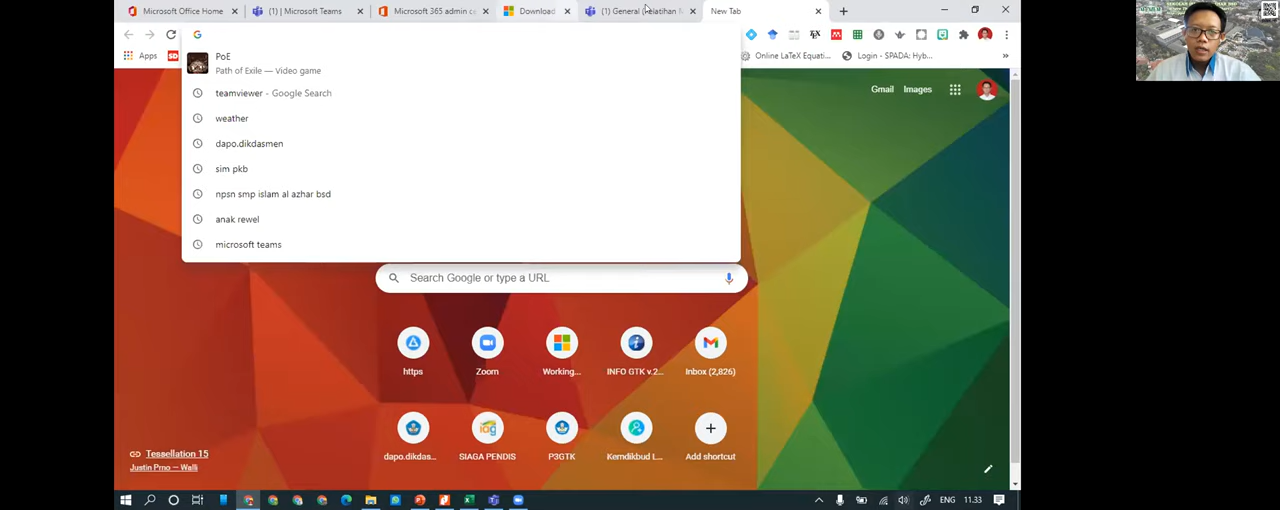 Microsoft Office Home
(1) | Microsoft Teams
Microsoft 365 admin ce
Download
(1) General (Pelatihan M
New Tab
Apps
Online LaTeX Equati...
Login - SPADA: Hyb...
PoE
Path of Exile — Video game
teamviewer - Google Search
weather
dapo.dikdasmen
sim pkb
npsn smp islam al azhar bsd
anak rewel
microsoft teams
Gmail
Images
Search Google or type a URL
https
Zoom
Working...
INFO GTK v.2...
Inbox (2,826)
dapo.dikdas...
SIAGA PENDIS
P3GTK
Kemdikbud L...
Add shortcut
Tessellation 15
Justin Prno — Walli
ENG
11.33